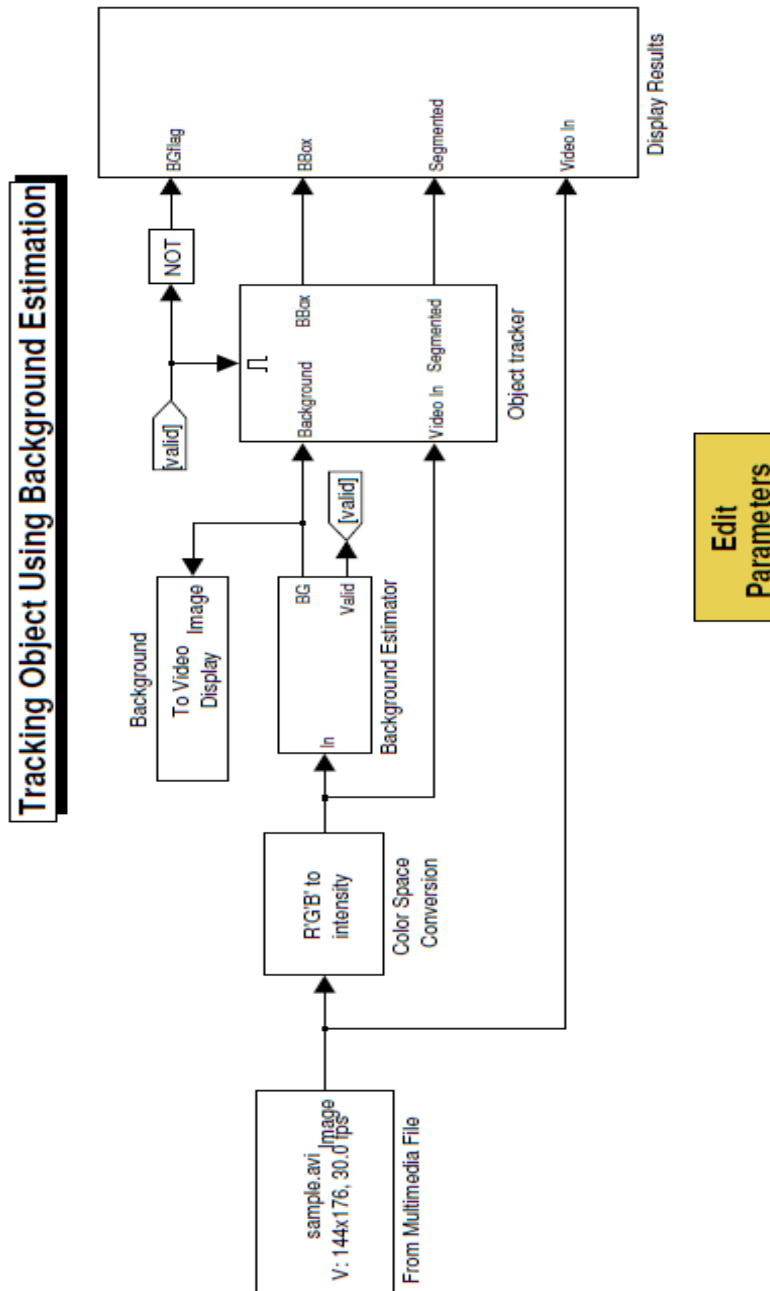 Tracking Object Using Background Estimation
sample.avi
Image
V: 144x176, 30.0 fps
From Multimedia File
R'G'B' to
intensity
Color Space
Conversion
Background
To Video
Display
Image
In
BG
Valid
Background Estimator
[valid]
[valid]
NOT
Background
BBox
Video In
Segmented
Object tracker
BGflag
BBox
Segmented
Video In
Display Results
Edit
Parameters